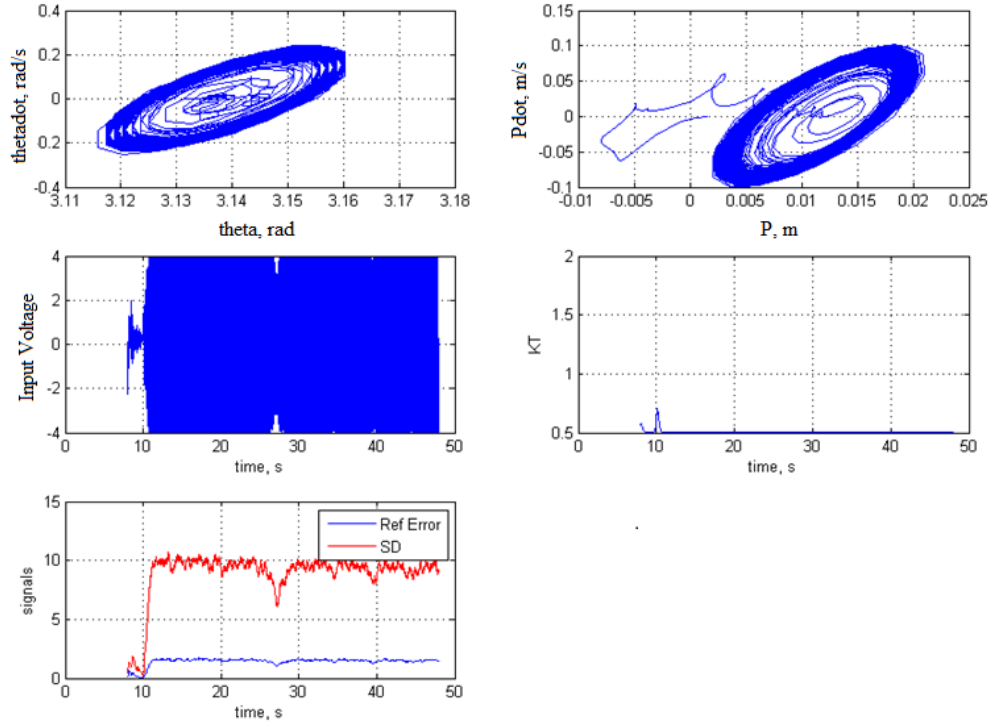 thetadot, rad/s
0.4
0.2
0
0.2
-0.4
3.11 3.12 3.13 3.14 3.15 3.16 3.17 3.18
theta, rad
Pdot, m/s
0.15
0.1
0.05
0
-0.05
-0.1
-0.01 -0.005 0 0.005 0.01 0.015 0.02 0.025
P, m
Input Voltage
4
2
0
-2
-4
0 10 20 30 40 50
time, s
KT
2
1.5
1
0.5
0 10 20 30 40 50
time, s
signals
15
10
5
0
Ref Error
SD
0 10 20 30 40 50
time, s